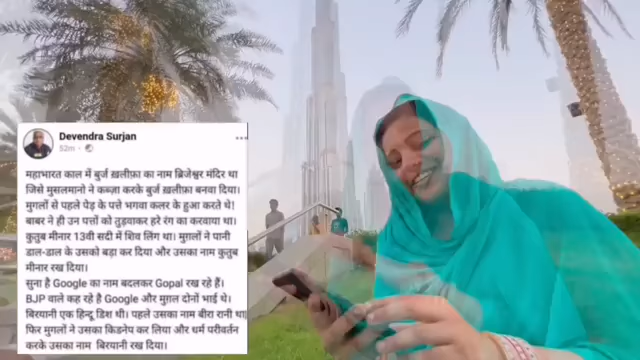 Devendra Surjan
52m
महाभारत काल में बुर्ज ख़लीफ़ा का नाम ब्रिजेश्वर मंदिर था
जिसे मुसलमानो ने कब्ज़ा करके बुर्ज ख़लीफ़ा बनवा दिया।
मुग़लों से पहले पेड़ के पत्ते भगवा कलर के हुआ करते थे!
बाबर ने ही उन पत्तों को तुड़वाकर हरे रंग का करवाया था।
कुतुब मीनार 13वी सदी में शिव लिंग था। मुग़लों ने पानी
डाल-डाल के उसको बड़ा कर दिया और उसका नाम कुतुब
मीनार रख दिया।
सुना है Google का नाम बदलकर Gopal रख रहे हैं।
BJP वाले कह रहे है Google और मुग़ल दोनों भाई थे।
बिरयानी एक हिन्दू डिश थी। पहले उसका नाम बीरा रानी था
फिर मुग़लों ने उसका किडनेप कर लिया और धर्म परीवर्तन
करके उसका नाम बिरयानी रख दिया।